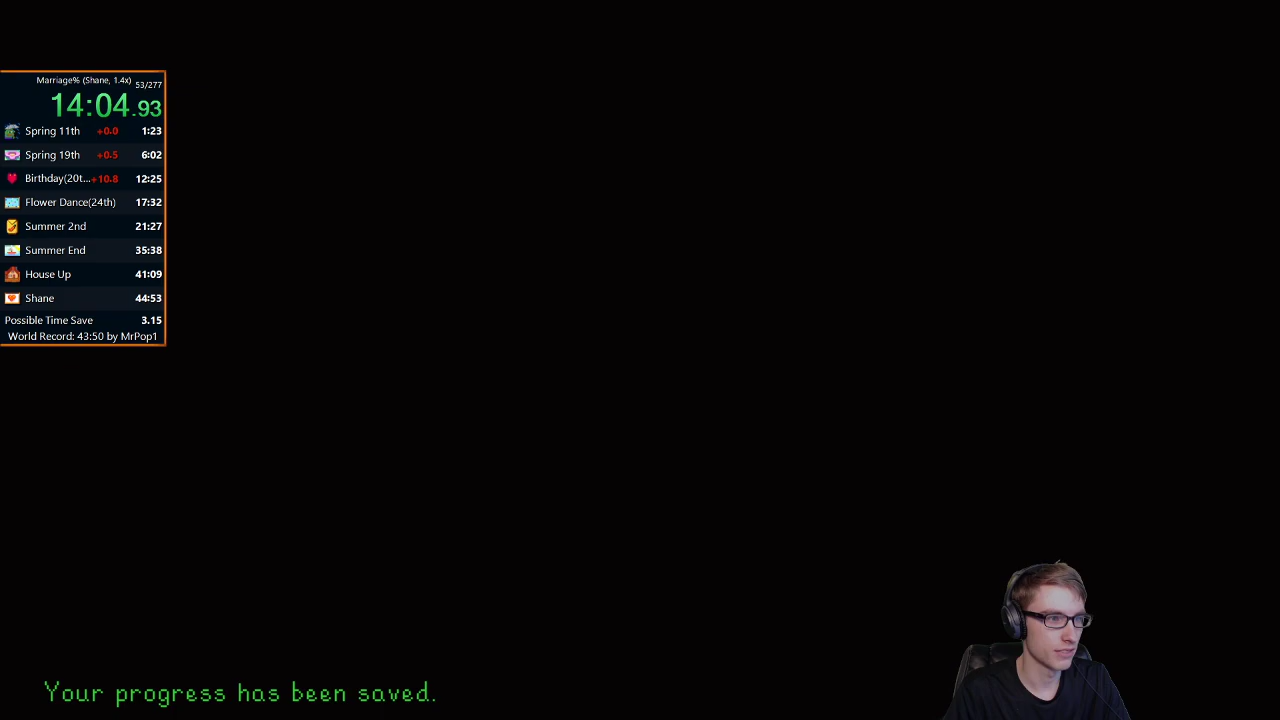 Marriage% (Shane, 1.4x) 53/277
14:04.93
Spring 11th +0.0 1:23
Spring 19th +0.5 6:02
Birthday(20t... +10.8 12:25
Flower Dance(24th) 17:32
Summer 2nd 21:27
Summer End 35:38
House Up 41:09
Shane 44:53
Possible Time Save 3.15
World Record: 43:50 by MrPop1
Your progress has been saved.